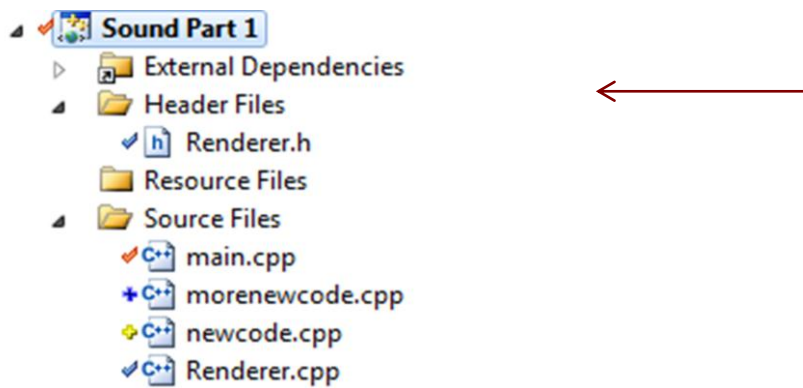 Sound Part 1
External Dependencies
Header Files
h Renderer.h
Resource Files
Source Files
C++ main.cpp
C++ morenewcode.cpp
C++ newcode.cpp
C++ Renderer.cpp